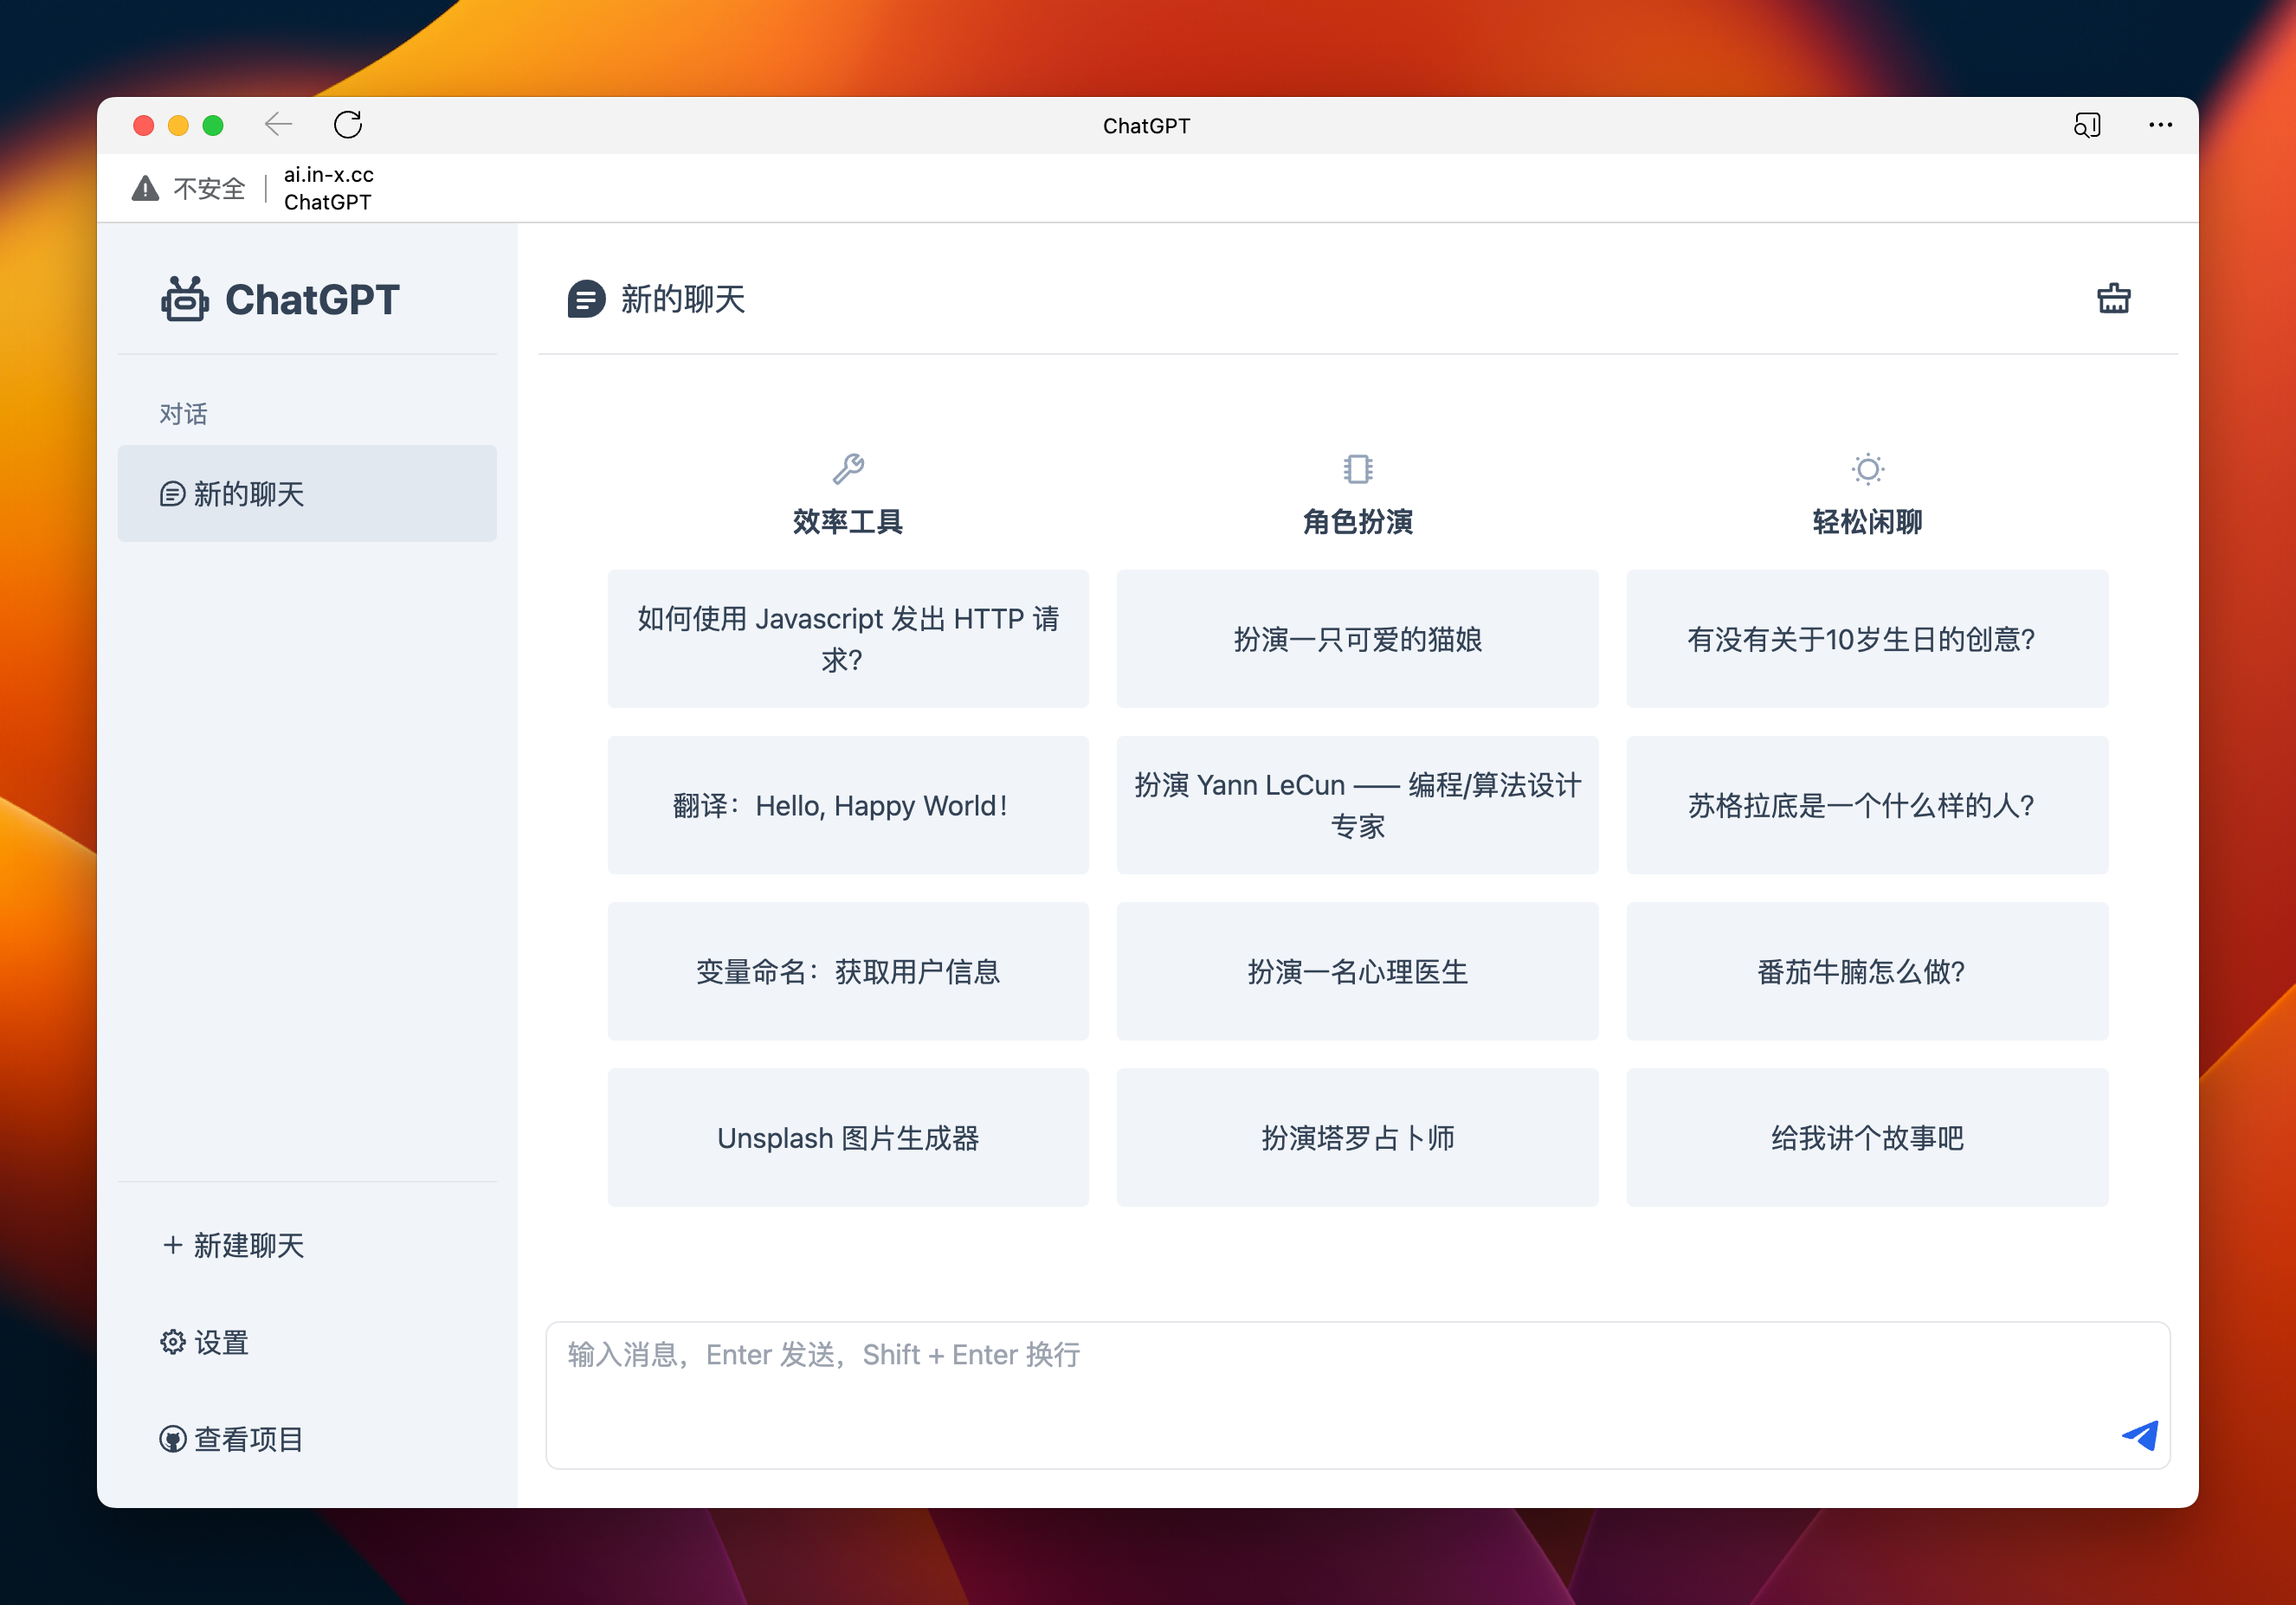 ChatGPT
不安全
ai.in-x.cc
ChatGPT
ChatGPT
对话
新的聊天
新建聊天
设置
查看项目
新的聊天
效率工具
如何使用 Javascript 发出 HTTP 请
求?
翻译：Hello, Happy World！
变量命名：获取用户信息
Unsplash 图片生成器
角色扮演
扮演一只可爱的猫娘
扮演 Yann LeCun —— 编程/算法设计
专家
扮演一名心理医生
扮演塔罗占卜师
轻松闲聊
有没有关于10岁生日的创意?
苏格拉底是一个什么样的人?
番茄牛腩怎么做?
给我讲个故事吧
输入消息，Enter 发送，Shift + Enter 换行